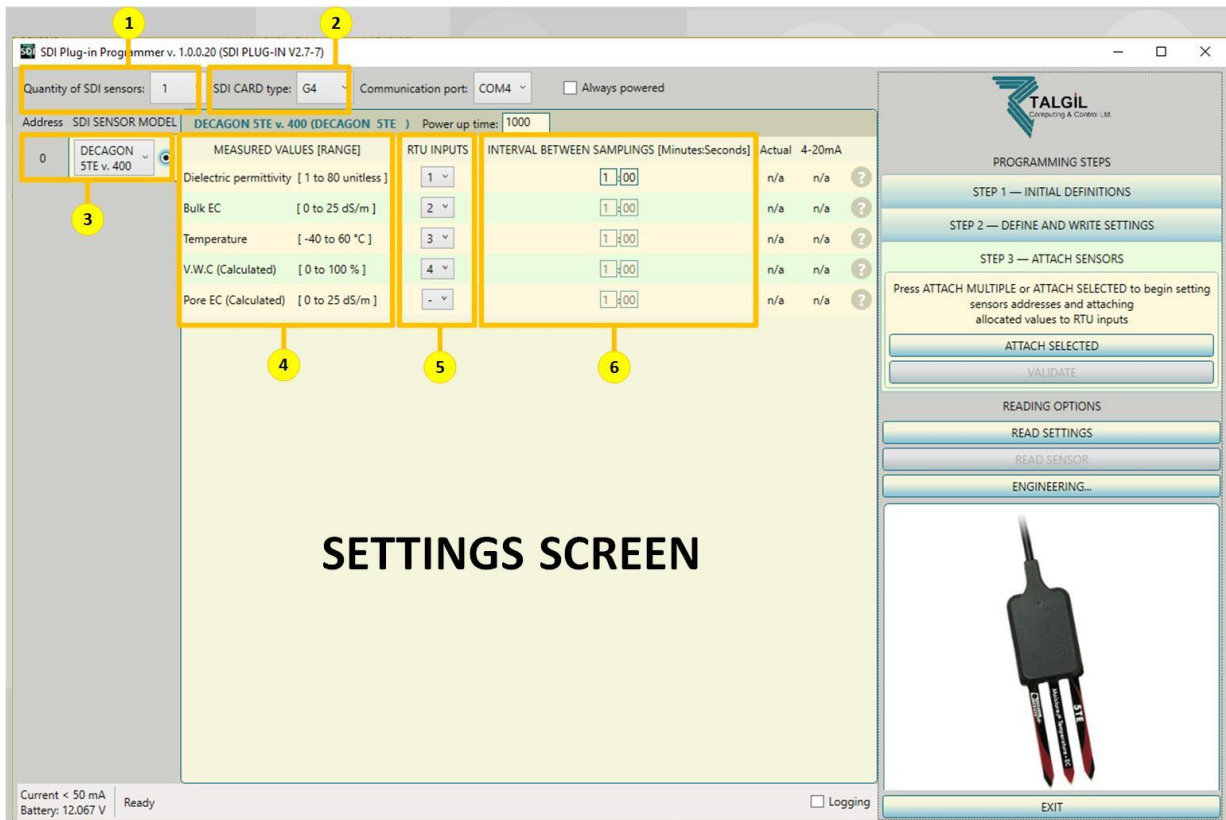 1
2
SDI SDI Plug-in Programmer v. 1.0.0.20 (SDI PLUG-IN V2.7-7)
Quantity of SDI sensors: 1 SDI CARD type: G4 Communication port: COM4 Always powered
Address SDI SENSOR MODEL DECAGON 5TE v. 400 (DECAGON 5TE ) Power up time: 1000
0 DECAGON
5TE v. 400
3
MEASURED VALUES [RANGE] RTU INPUTS INTERVAL BETWEEN SAMPLINGS [Minutes:Seconds] Actual 4-20mA
Dielectric permittivity [ 1 to 80 unitless ] 1 1 :00 n/a n/a ?
Bulk EC [ 0 to 25 dS/m ] 2 1 :00 n/a n/a ?
Temperature [ -40 to 60 °C ] 3 1 :00 n/a n/a ?
V.W.C (Calculated) [ 0 to 100 % ] 4 1 :00 n/a n/a ?
Pore EC (Calculated) [ 0 to 25 dS/m ] - 1 :00 n/a n/a ?
4
5
6
SETTINGS SCREEN
TALGIL
Computing & Control Ltd.
PROGRAMMING STEPS
STEP 1 — INITIAL DEFINITIONS
STEP 2 — DEFINE AND WRITE SETTINGS
STEP 3 — ATTACH SENSORS
Press ATTACH MULTIPLE or ATTACH SELECTED to begin setting
sensors addresses and attaching
allocated values to RTU inputs
ATTACH SELECTED
VALIDATE
READING OPTIONS
READ SETTINGS
READ SENSOR
ENGINEERING...
Moisture • Temperature • EC
5TE
Current < 50 mA
Battery: 12.067 V
Ready
Logging
EXIT